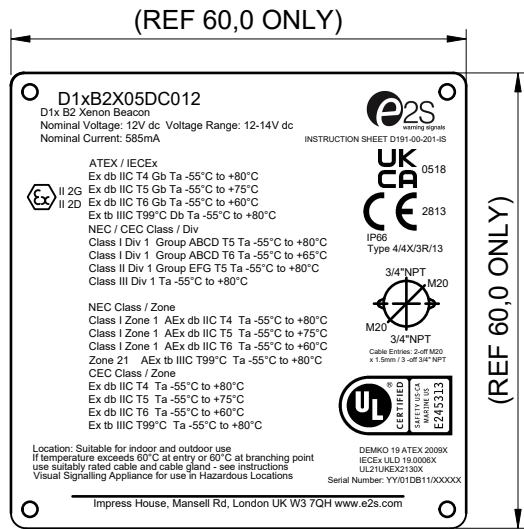 (REF 60,0 ONLY)
(REF 60,0 ONLY)
D1xB2X05DC012
D1x B2 Xenon Beacon
Nominal Voltage: 12V dc Voltage Range: 12-14V dc
Nominal Current: 585mA
e2S
warning signals
INSTRUCTION SHEET D191-00-201-IS
ATEX / IECEx
Ex db IIC T4 Gb Ta -55°C to +80°C
Ex db IIC T5 Gb Ta -55°C to +75°C
Ex db IIC T6 Gb Ta -55°C to +60°C
Ex tb IIIC T99°C Db Ta -55°C to +80°C
Ex
II 2G
II 2D
NEC / CEC Class / Div
Class I Div 1 Group ABCD T5 Ta -55°C to +80°C
Class I Div 1 Group ABCD T6 Ta -55°C to +65°C
Class II Div 1 Group EFG T5 Ta -55°C to +80°C
Class III Div 1 Ta -55°C to +80°C
NEC Class / Zone
Class I Zone 1 AEx db IIC T4 Ta -55°C to +80°C
Class I Zone 1 AEx db IIC T5 Ta -55°C to +75°C
Class I Zone 1 AEx db IIC T6 Ta -55°C to +60°C
Zone 21 AEx tb IIIC T99°C Ta -55°C to +80°C
CEC Class / Zone
Ex db IIC T4 Ta -55°C to +80°C
Ex db IIC T5 Ta -55°C to +75°C
Ex db IIC T6 Ta -55°C to +60°C
Ex tb IIIC T99°C Ta -55°C to +80°C
UK
CA
0518
CE
2813
IP66
Type 4/4X/3R/13
3/4"NPT
M20
M20
3/4"NPT
Cable Entries: 2-off M20
x 1.5mm / 3 -off 3/4" NPT
UL
®
CERTIFIED
SAFETY US-CA
MARINE US
E245313
Location: Suitable for indoor and outdoor use
If temperature exceeds 60°C at entry or 60°C at branching point
use suitably rated cable and cable gland - see instructions
Visual Signalling Appliance for use in Hazardous Locations
DEMKO 19 ATEX 2009X
IECEx ULD 19.0006X
UL21UKEX2130X
Serial Number: YY/01DB11/XXXXX
Impress House, Mansell Rd, London UK W3 7QH www.e2s.com